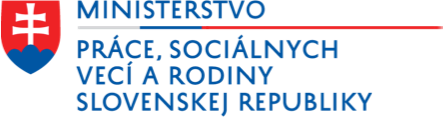 MINISTERSTVO
PRÁCE, SOCIÁLNYCH
VECÍ A RODINY
SLOVENSKEJ REPUBLIKY